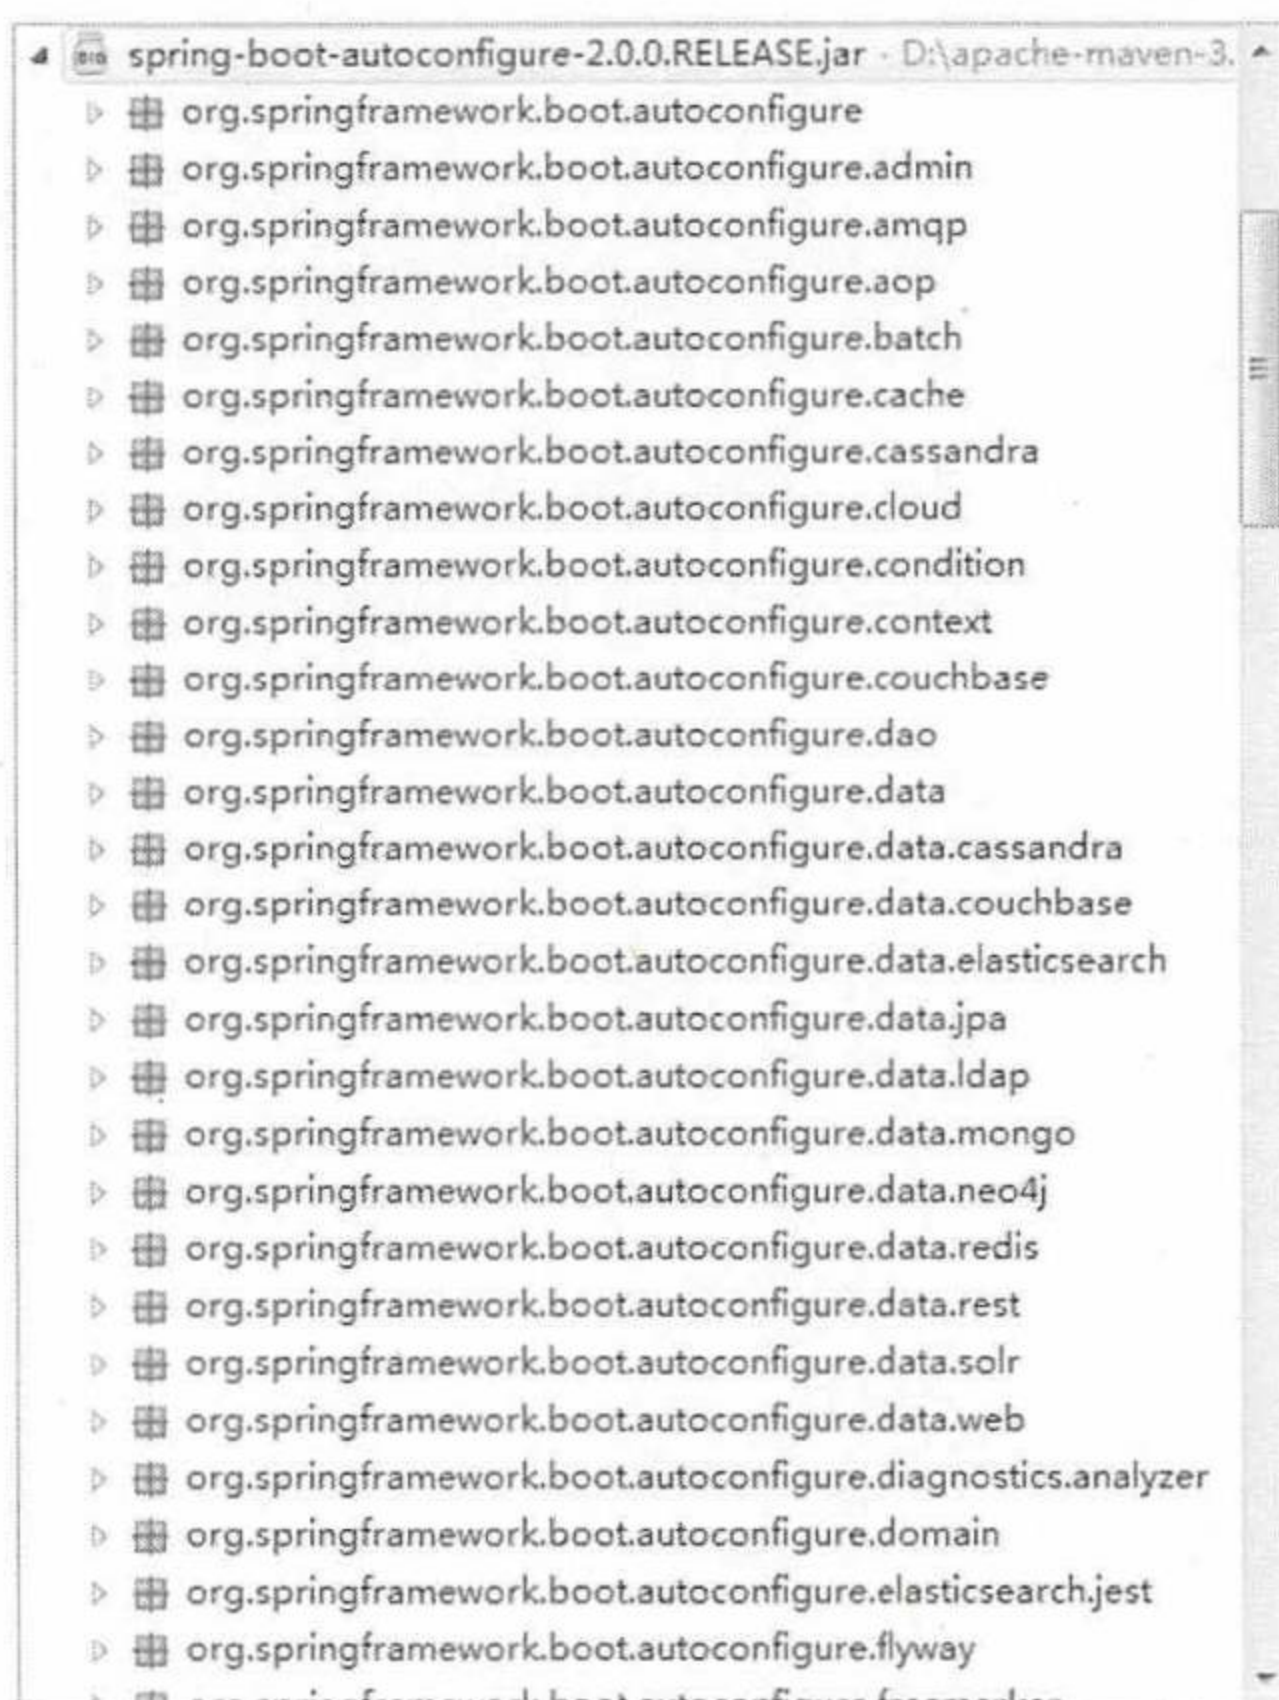 spring-boot-autoconfigure-2.0.0.RELEASE.jar - D:\apache-maven-3.
org.springframework.boot.autoconfigure
org.springframework.boot.autoconfigure.admin
org.springframework.boot.autoconfigure.amqp
org.springframework.boot.autoconfigure.aop
org.springframework.boot.autoconfigure.batch
org.springframework.boot.autoconfigure.cache
org.springframework.boot.autoconfigure.cassandra
org.springframework.boot.autoconfigure.cloud
org.springframework.boot.autoconfigure.condition
org.springframework.boot.autoconfigure.context
org.springframework.boot.autoconfigure.couchbase
org.springframework.boot.autoconfigure.dao
org.springframework.boot.autoconfigure.data
org.springframework.boot.autoconfigure.data.cassandra
org.springframework.boot.autoconfigure.data.couchbase
org.springframework.boot.autoconfigure.data.elasticsearch
org.springframework.boot.autoconfigure.data.jpa
org.springframework.boot.autoconfigure.data.ldap
org.springframework.boot.autoconfigure.data.mongo
org.springframework.boot.autoconfigure.data.neo4j
org.springframework.boot.autoconfigure.data.redis
org.springframework.boot.autoconfigure.data.rest
org.springframework.boot.autoconfigure.data.solr
org.springframework.boot.autoconfigure.data.web
org.springframework.boot.autoconfigure.diagnostics.analyzer
org.springframework.boot.autoconfigure.domain
org.springframework.boot.autoconfigure.elasticsearch.jest
org.springframework.boot.autoconfigure.flyway